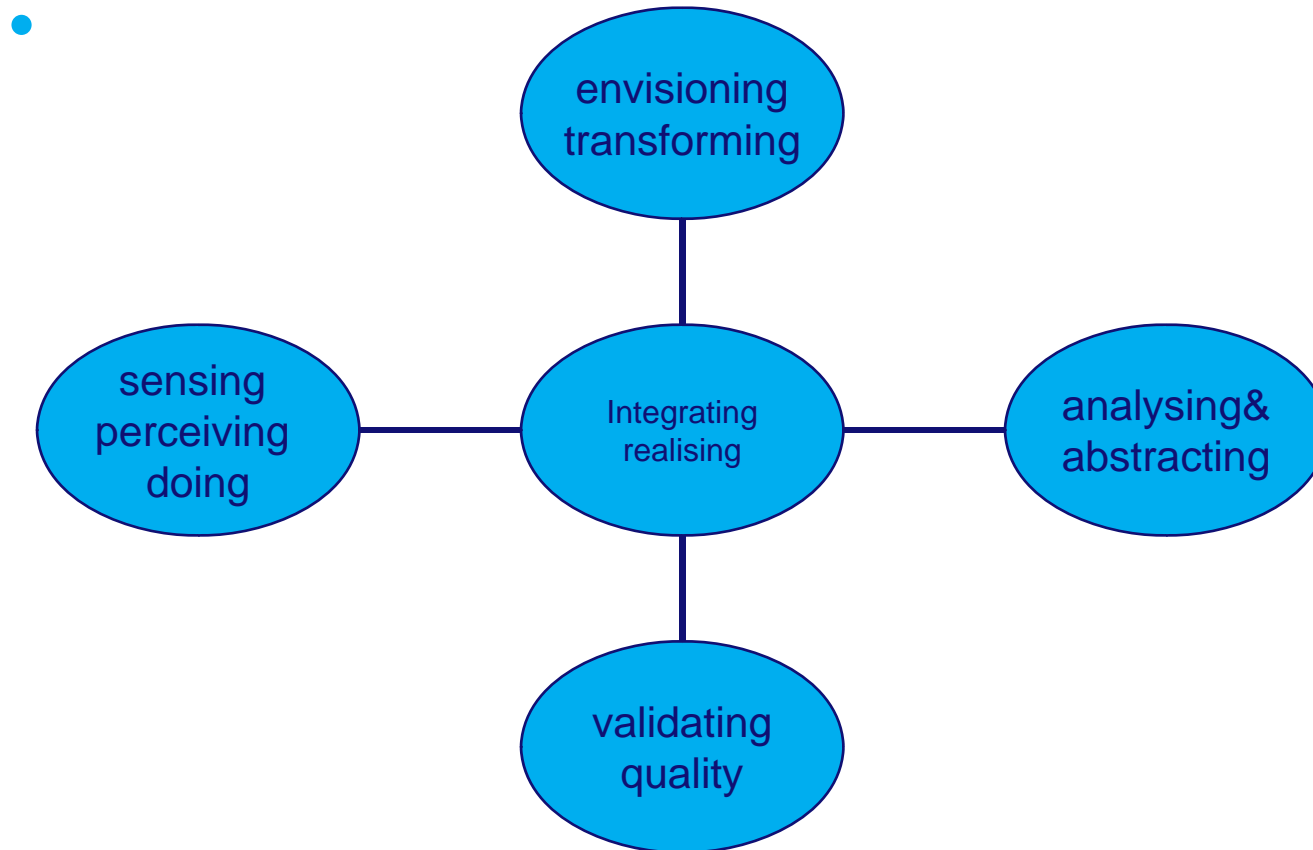 envisioning
transforming
sensing
perceiving
doing
Integrating
realising
analysing&
abstracting
validating
quality